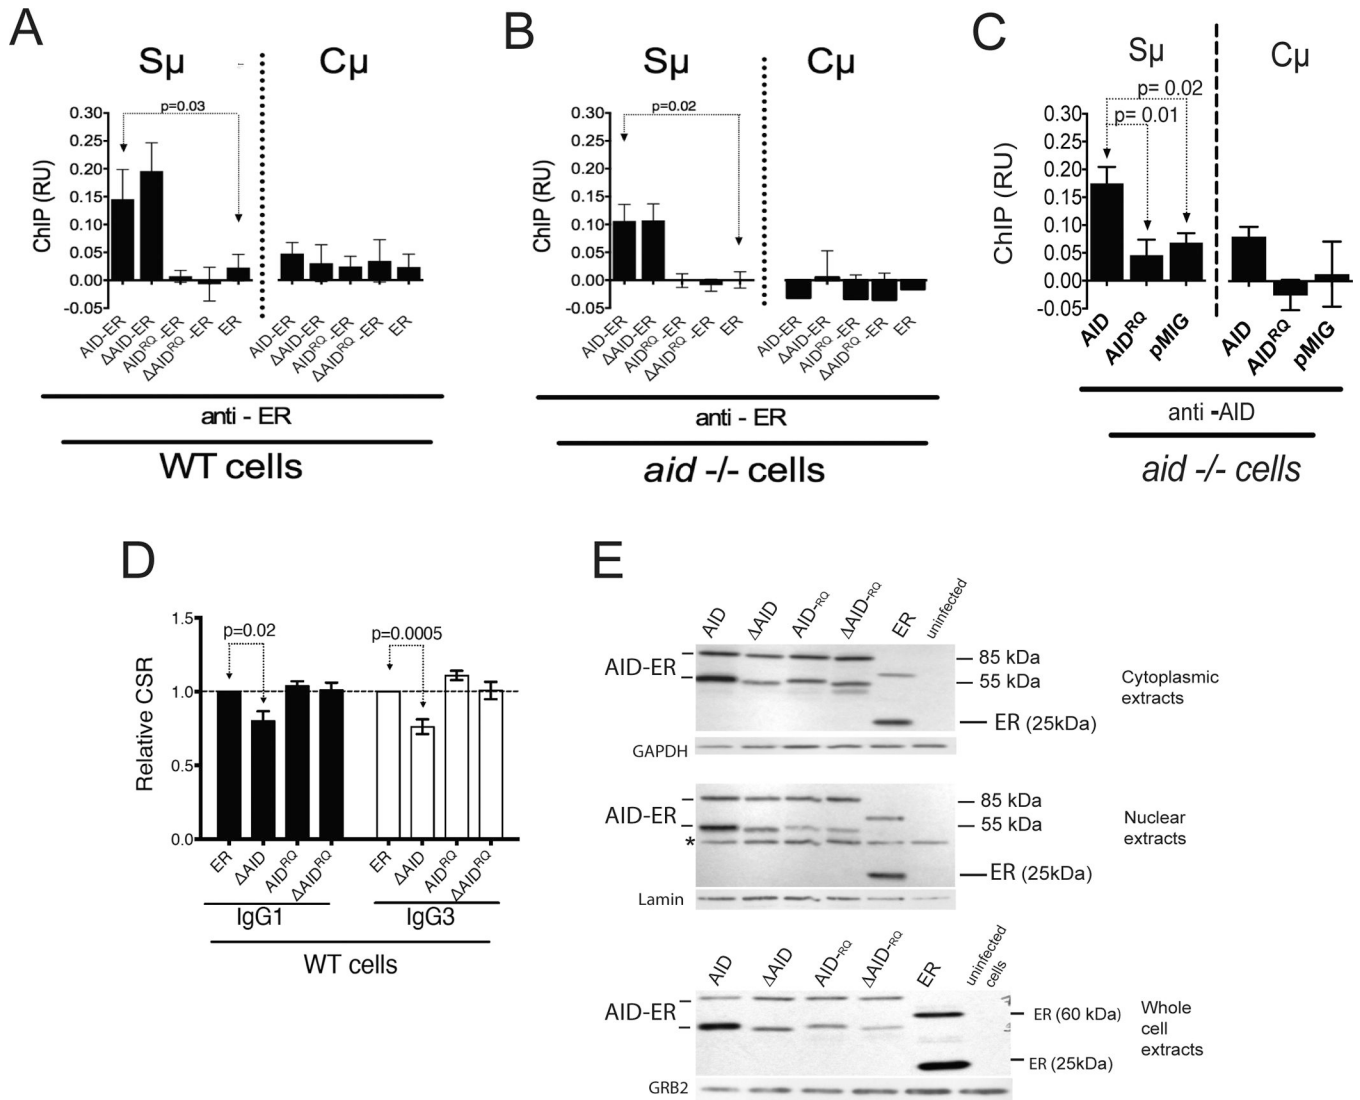 A
Sμ
Cμ
p=0.03
0.30
0.25
0.20
0.15
0.10
0.05
0.00
-0.05
ChIP (RU)
AID-ER
ΔAID-ER
AIDRQ-ER
ΔAIDRQ -ER
ER
AID-ER
ΔAID-ER
AIDRQ-ER
ΔAIDRQ -ER
ER
anti - ER
WT cells
B
Sμ
Cμ
p=0.02
0.30
0.25
0.20
0.15
0.10
0.05
0.00
-0.05
ChIP (RU)
AID-ER
ΔAID-ER
AIDRQ-ER
ΔAIDRQ -ER
ER
AID-ER
ΔAID-ER
AIDRQ-ER
ΔAIDRQ -ER
ER
anti - ER
aid -/- cells
C
Sμ
Cμ
p= 0.02
p= 0.01
0.30
0.25
0.20
0.15
0.10
0.05
0.00
-0.05
ChIP (RU)
AID
AIDRQ
pMIG
AID
AIDRQ
pMIG
anti -AID
aid -/- cells
D
1.5
1.0
0.5
0.0
Relative CSR
p=0.02
p=0.0005
ER
ΔAID
AIDRQ
ΔAIDRQ
ER
ΔAID
AIDRQ
ΔAIDRQ
IgG1
IgG3
WT cells
E
AID
ΔAID
AID-RQ
ΔAID-RQ
ER
uninfected
AID-ER
85 kDa
55 kDa
ER (25kDa)
Cytoplasmic
extracts
GAPDH
AID-ER
85 kDa
55 kDa
*
ER (25kDa)
Nuclear
extracts
Lamin
AID
ΔAID
AID-RQ
ΔAID-RQ
ER
uninfected
cells
AID-ER
ER (60 kDa)
ER (25kDa)
Whole
cell
extracts
GRB2